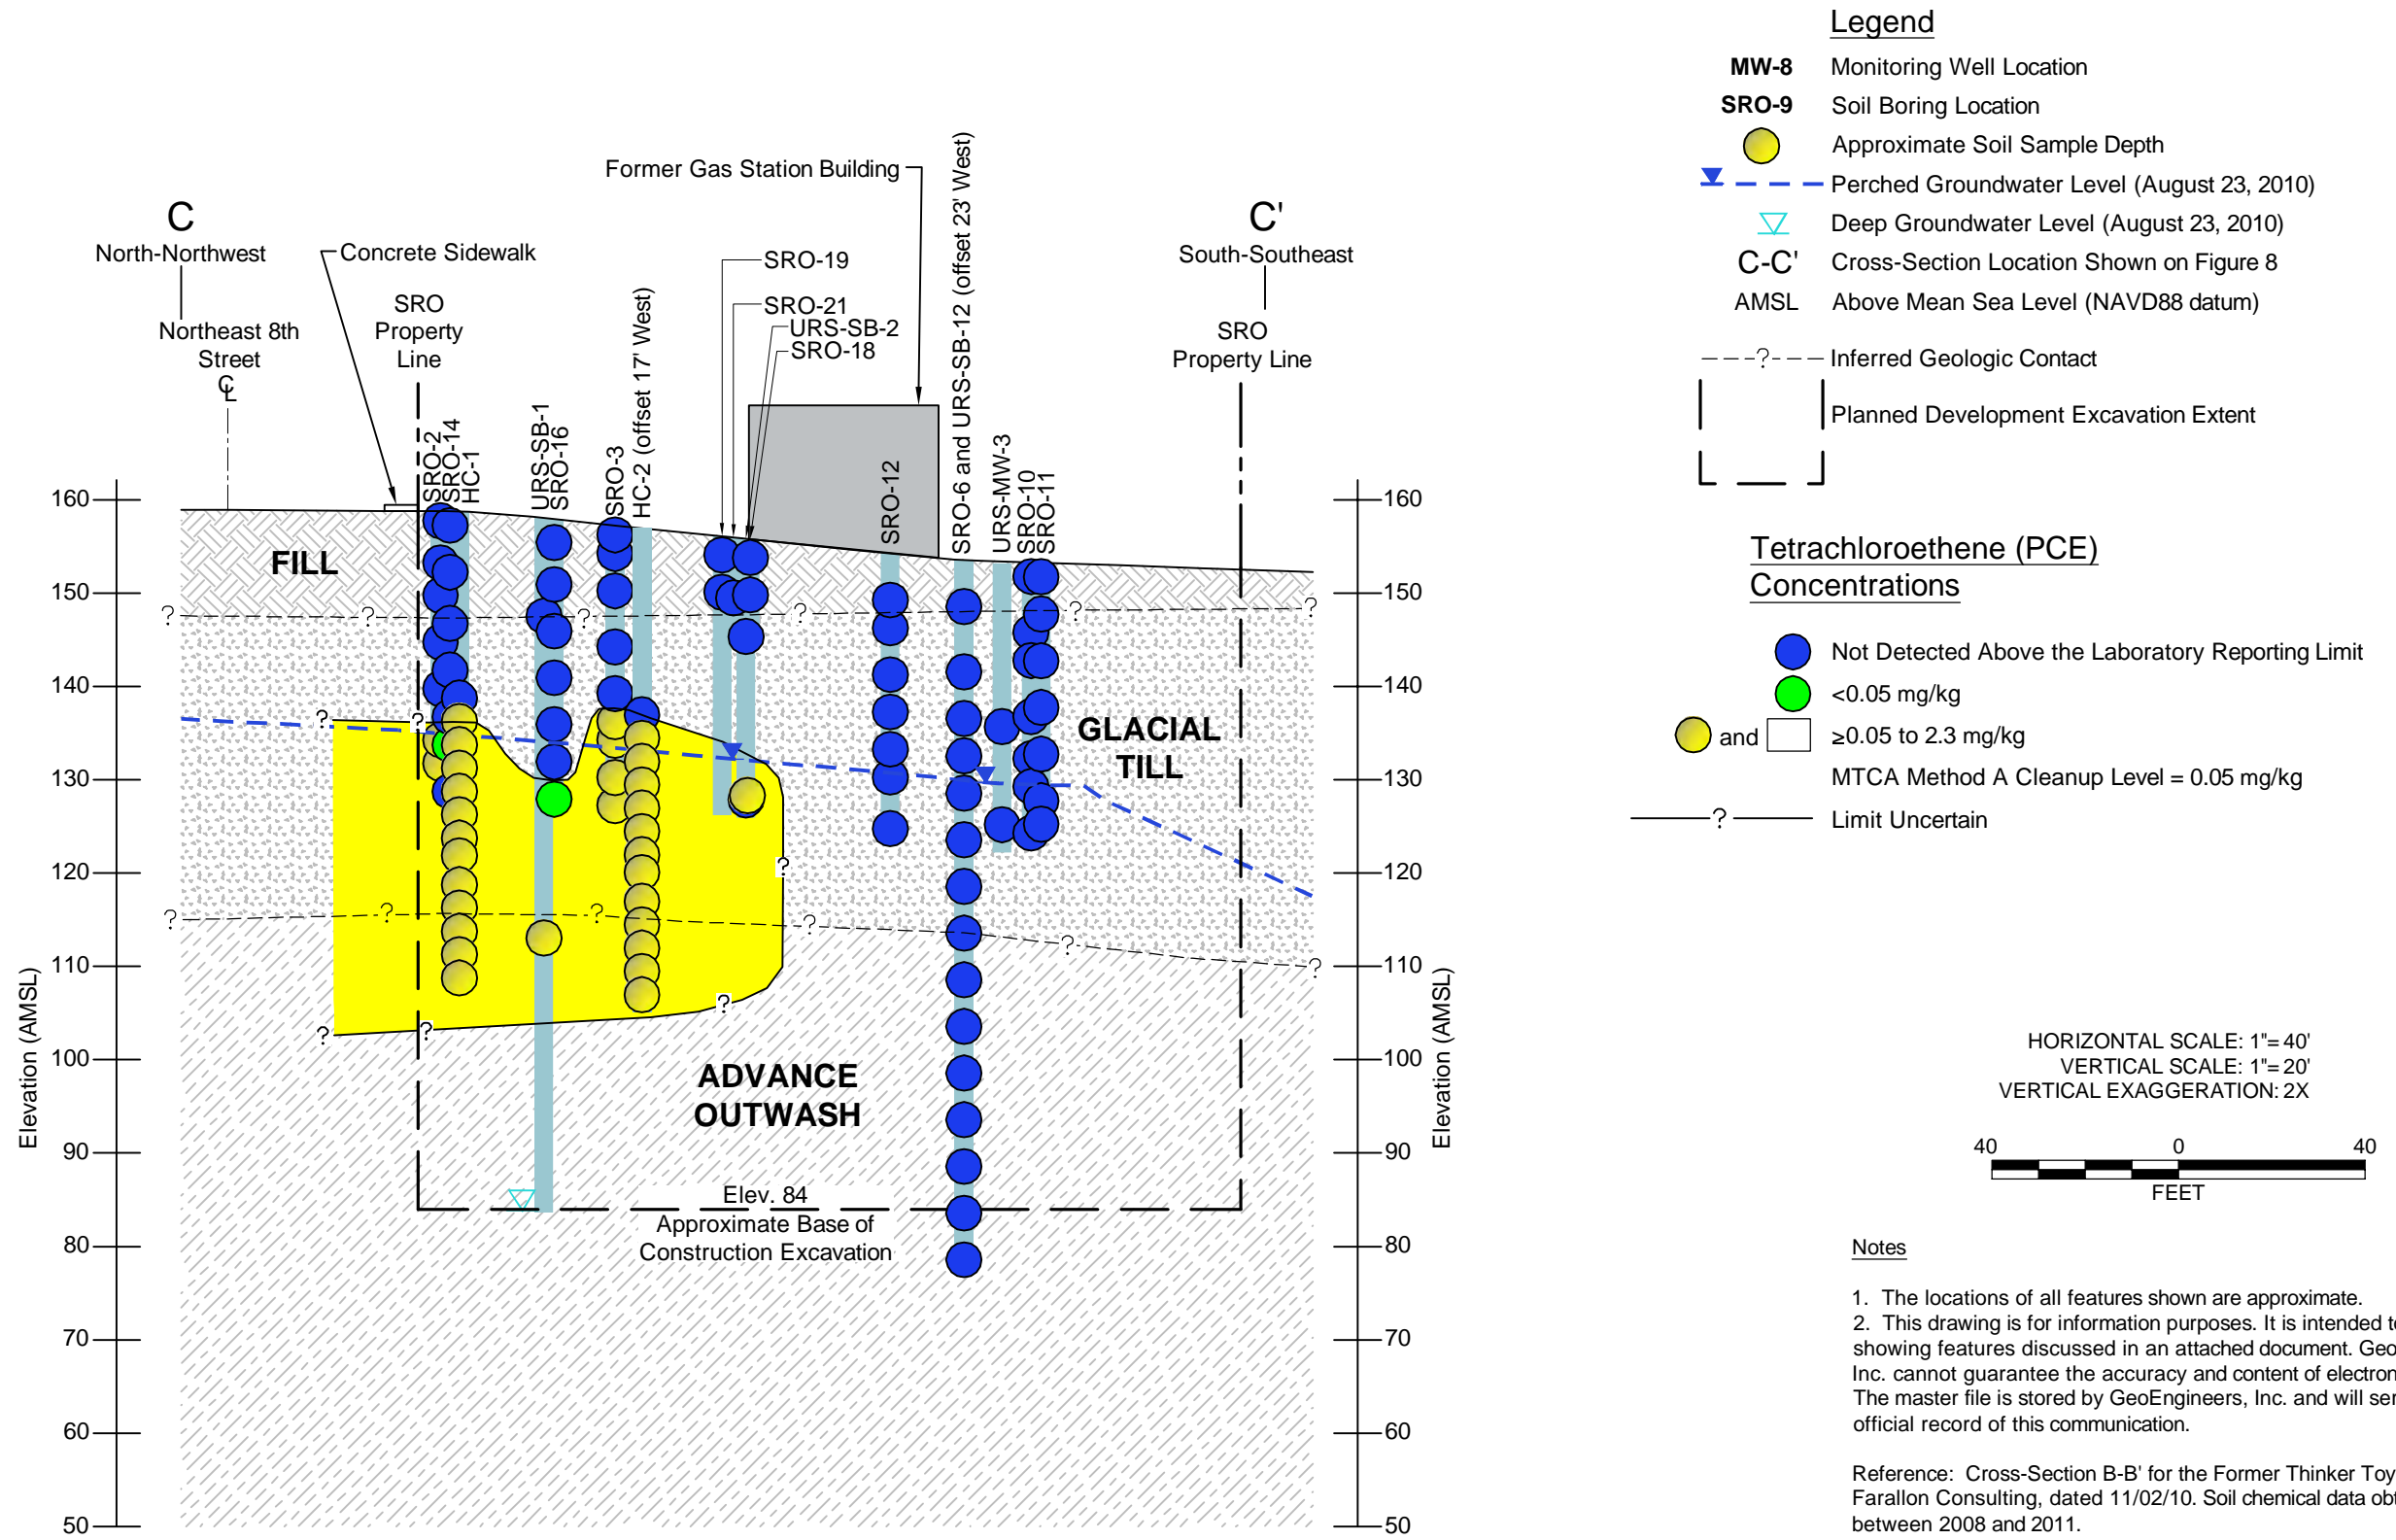 Legend
MW-8 Monitoring Well Location
SRO-9 Soil Boring Location
Approximate Soil Sample Depth
Perched Groundwater Level (August 23, 2010)
Deep Groundwater Level (August 23, 2010)
C-C' Cross-Section Location Shown on Figure 8
AMSL Above Mean Sea Level (NAVD88 datum)
? Inferred Geologic Contact
Planned Development Excavation Extent
Tetrachloroethene (PCE)
Concentrations
Not Detected Above the Laboratory Reporting Limit
<0.05 mg/kg
and ≥0.05 to 2.3 mg/kg
MTCA Method A Cleanup Level = 0.05 mg/kg
? Limit Uncertain
HORIZONTAL SCALE: 1"= 40'
VERTICAL SCALE: 1"= 20'
VERTICAL EXAGGERATION: 2X
40 0 40
FEET
Notes
1. The locations of all features shown are approximate.
2. This drawing is for information purposes. It is intended
showing features discussed in an attached document.
Inc. cannot guarantee the accuracy and content of
The master file is stored by GeoEngineers, Inc. and will
official record of this communication.
Reference: Cross-Section B-B' for the Former Thinker
Farallon Consulting, dated 11/02/10. Soil chemical data
between 2008 and 2011.
C
North-Northwest
Northeast 8th
Street
℄
Concrete Sidewalk
SRO
Property
Line
Former Gas Station Building
C'
South-Southeast
SRO
Property Line
SRO-2
SRO-14
HC-1
URS-SB-1
SRO-16
SRO-3
HC-2 (offset 17' West)
SRO-19
SRO-21
URS-SB-2
SRO-18
SRO-12
SRO-6 and URS-SB-12 (offset 23' West)
URS-MW-3
SRO-10
SRO-11
FILL
GLACIAL
TILL
ADVANCE
OUTWASH
Elev. 84
Approximate Base of
Construction Excavation
? ? ? ? ? ?
? ?
?
? ? ? ? ? ?
? ? ?
Elevation (AMSL)
160
150
140
130
120
110
100
90
80
70
60
50
160
150
140
130
120
110
100
90
80
70
60
50
Elevation (AMSL)